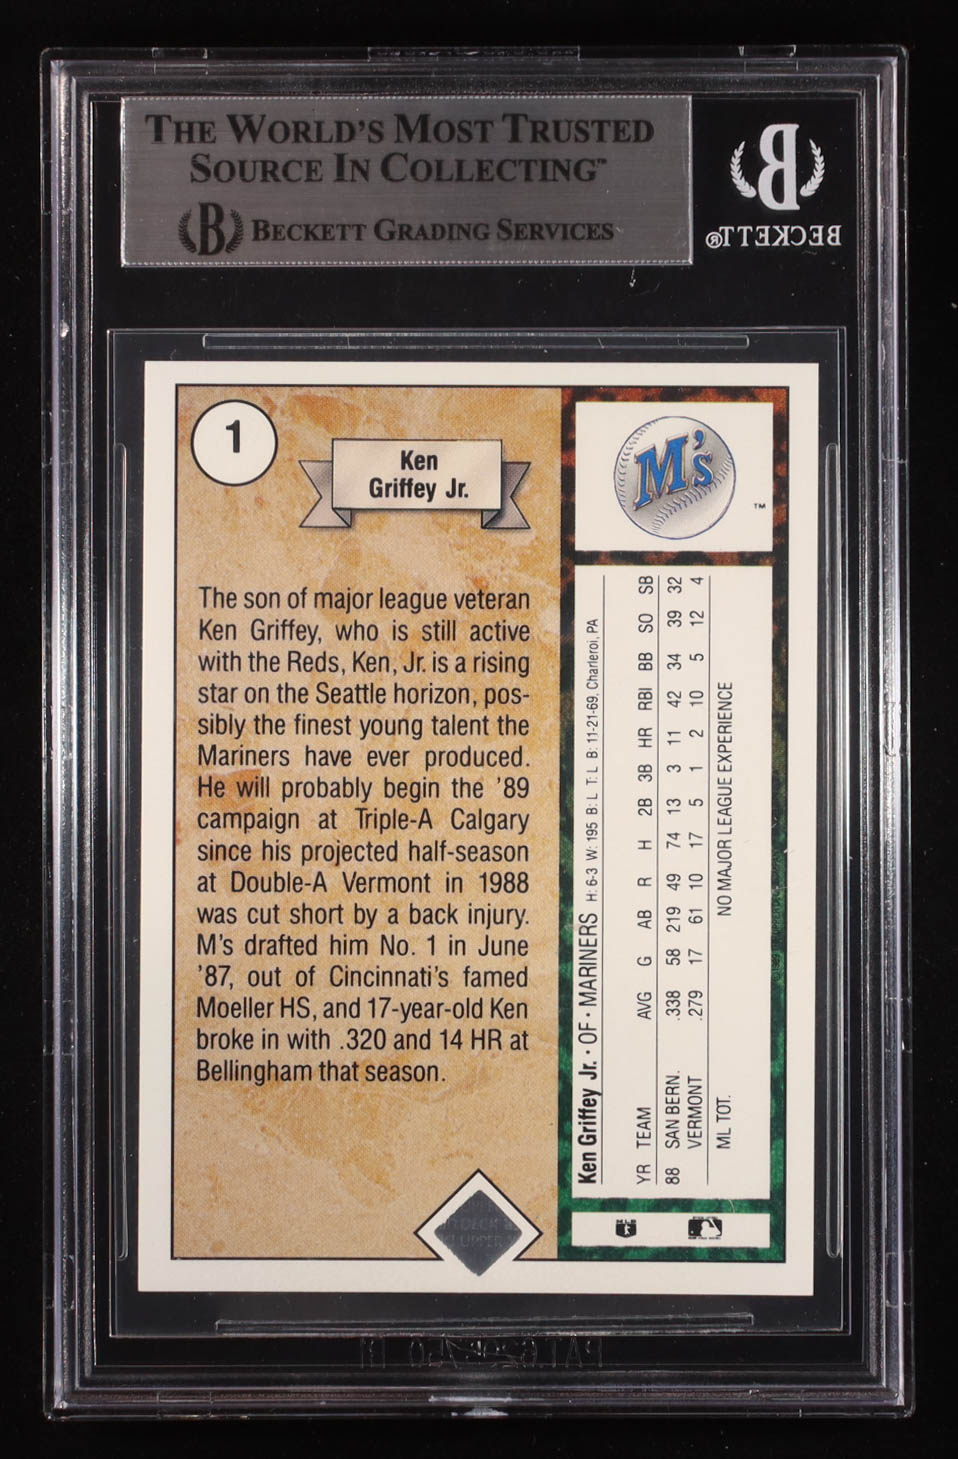 THE WORLD'S MOST TRUSTED
SOURCE IN COLLECTING™
B BECKETT GRADING SERVICES
B
BECKETT®
1
Ken
Griffey Jr.
M's
™
The son of major league veteran
Ken Griffey, who is still active
with the Reds, Ken, Jr. is a rising
star on the Seattle horizon, pos-
sibly the finest young talent the
Mariners have ever produced.
He will probably begin the '89
campaign at Triple-A Calgary
since his projected half-season
at Double-A Vermont in 1988
was cut short by a back injury.
M's drafted him No. 1 in June
'87, out of Cincinnati's famed
Moeller HS, and 17-year-old Ken
broke in with .320 and 14 HR at
Bellingham that season.
Ken Griffey Jr. • OF • MARINERS H: 6-3 W: 195 B: L T: L B: 11-21-69, Charleroi, PA
YR TEAM AVG G AB R H 2B 3B HR RBI BB SO SB
88 SAN BERN. .338 58 219 49 74 13 3 11 42 34 39 32
VERMONT .279 17 61 10 17 5 1 2 10 5 12 4
ML TOT. NO MAJOR LEAGUE EXPERIENCE